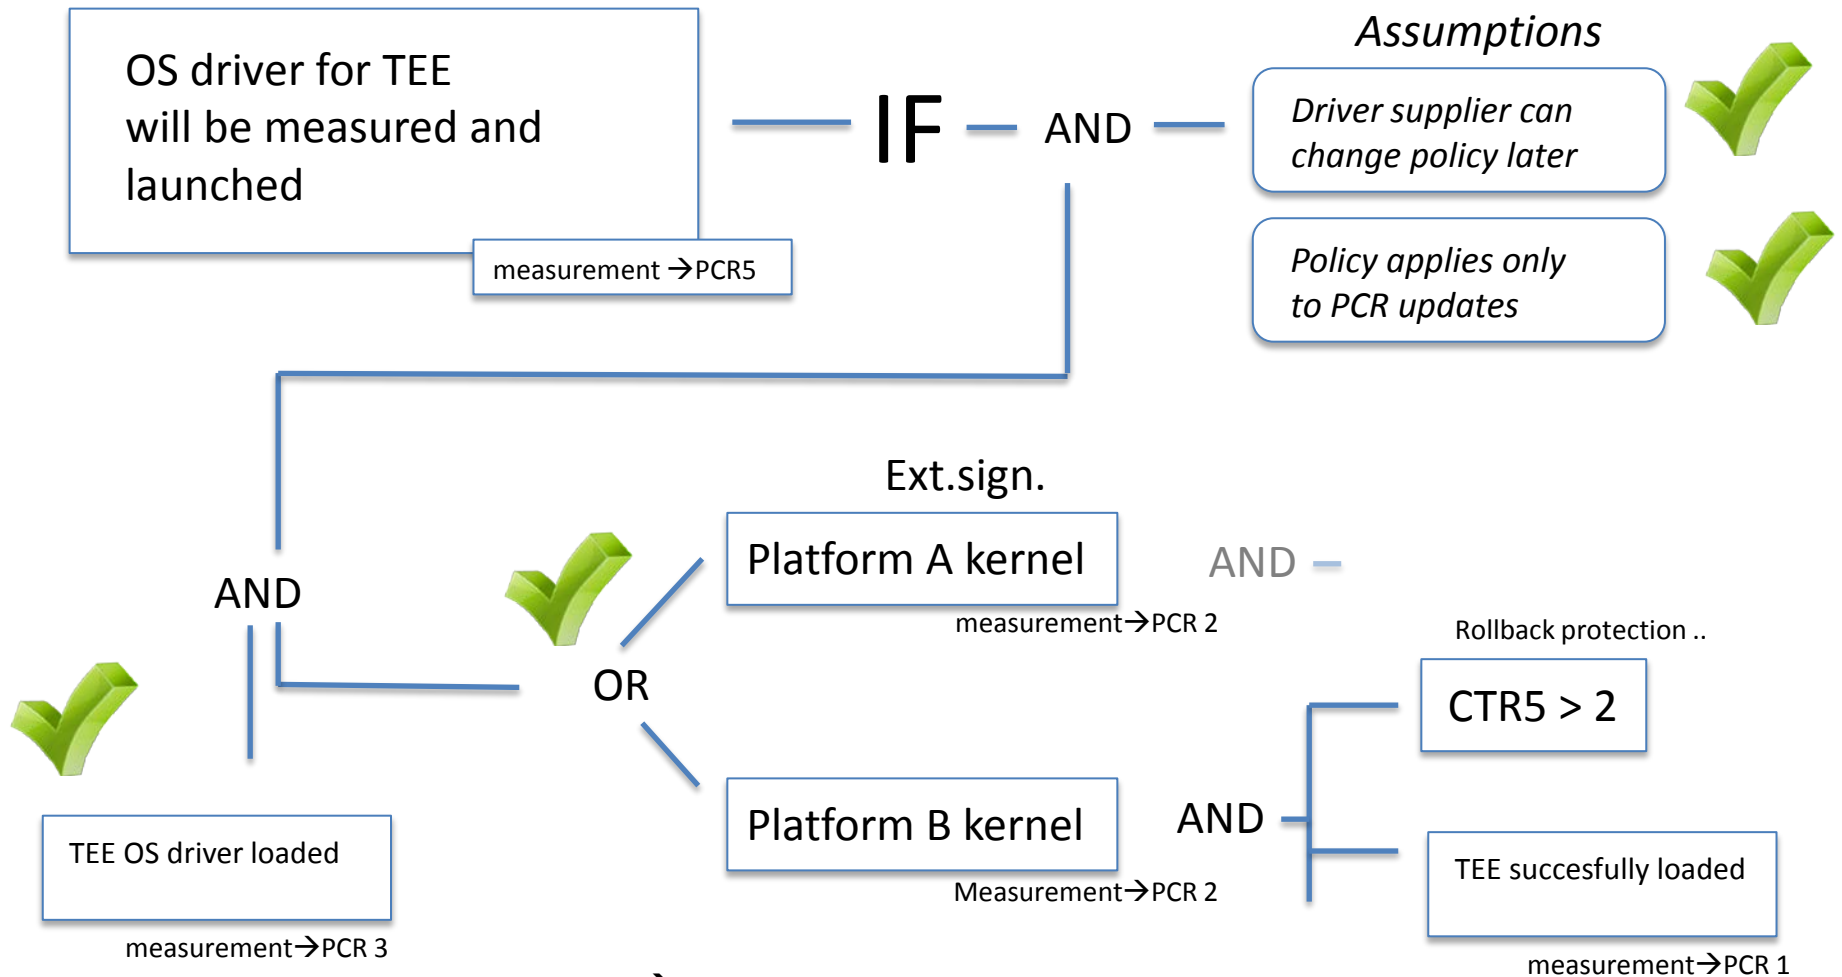 Assumptions
OS driver for TEE
will be measured and
launched
measurement →PCR5
IF
AND
Driver supplier can
change policy later
Policy applies only
to PCR updates
Ext.sign.
Platform A kernel
measurement→PCR 2
AND
AND
OR
Rollback protection ..
CTR5 > 2
Platform B kernel
Measurement→PCR 2
AND
TEE succesfully loaded
measurement→PCR 1
TEE OS driver loaded
measurement→PCR 3